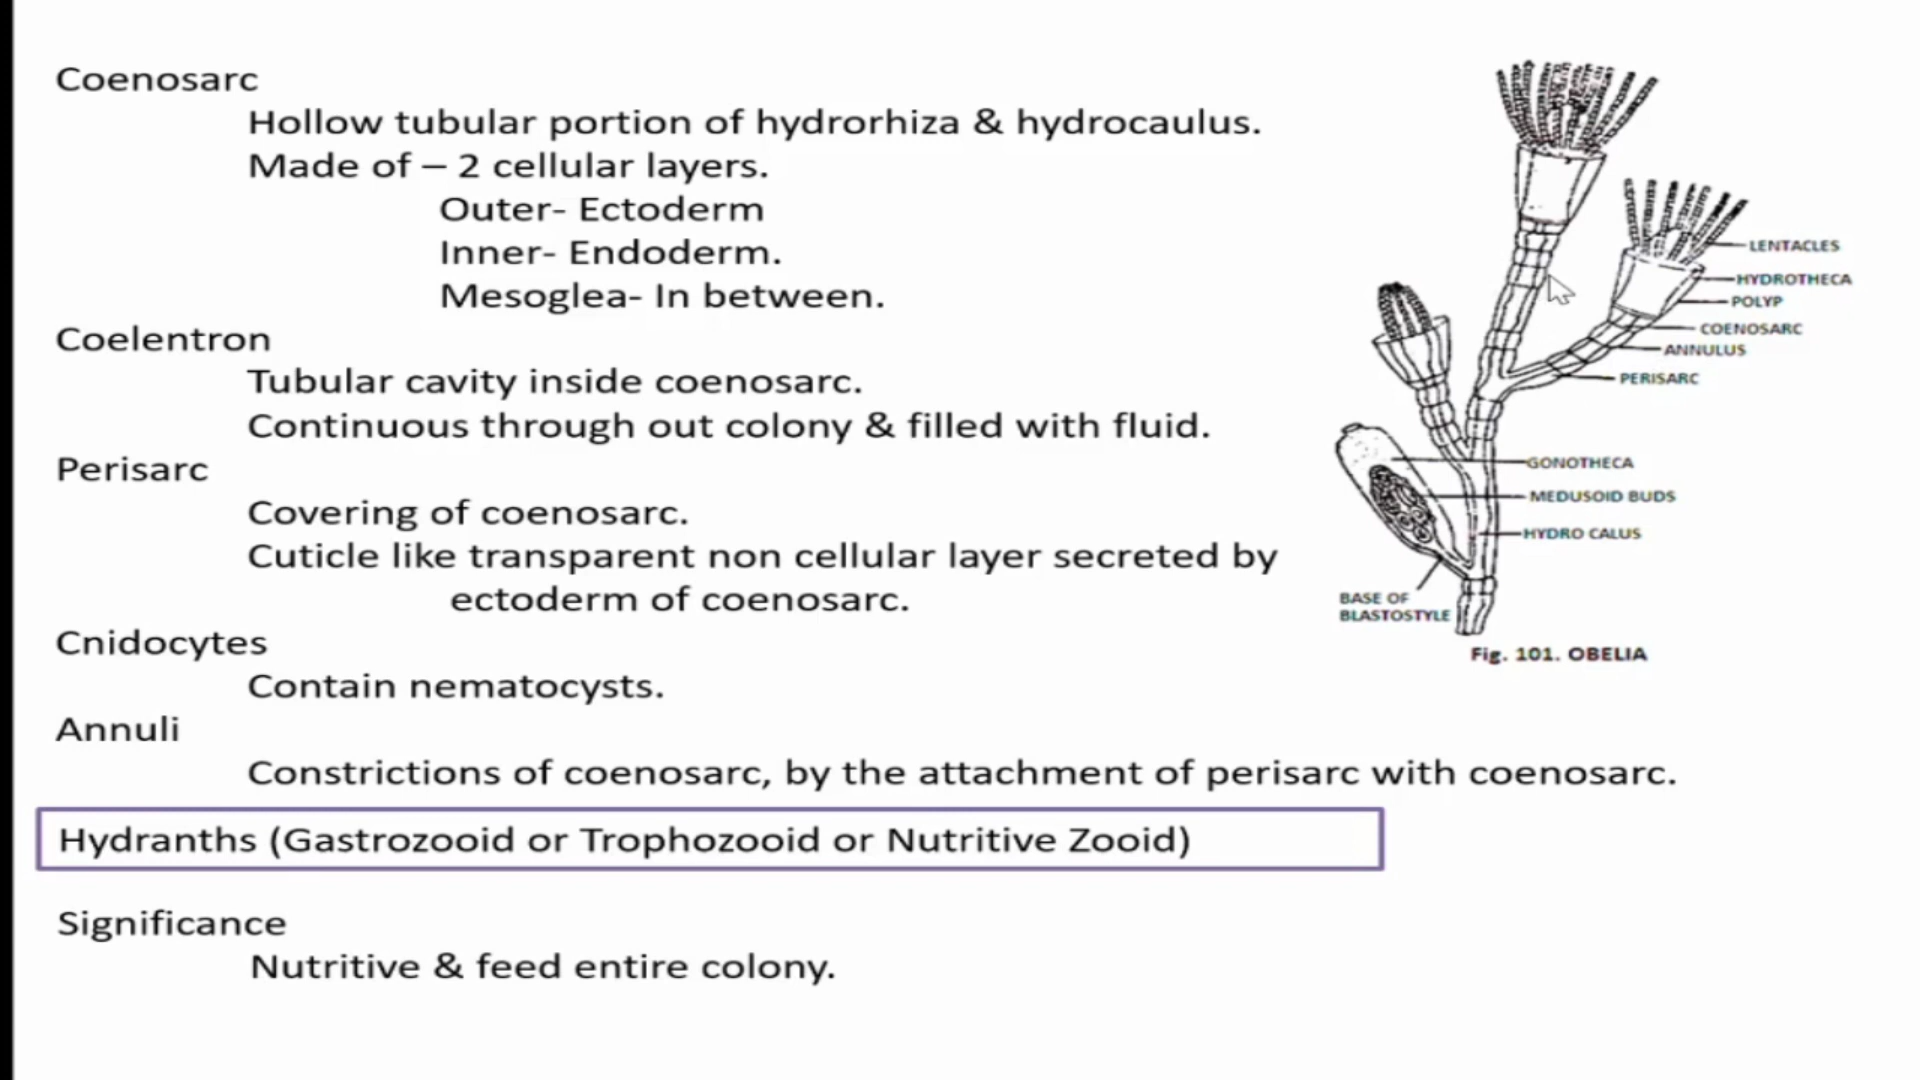 Coenosarc
Hollow tubular portion of hydrorhiza & hydrocaulus.
Made of – 2 cellular layers.
Outer- Ectoderm
Inner- Endoderm.
Mesoglea- In between.
Coelentron
Tubular cavity inside coenosarc.
Continuous through out colony & filled with fluid.
Perisarc
Covering of coenosarc.
Cuticle like transparent non cellular layer secreted by
ectoderm of coenosarc.
Cnidocytes
Contain nematocysts.
Annuli
Constrictions of coenosarc, by the attachment of perisarc with coenosarc.
Hydranths (Gastrozooid or Trophozooid or Nutritive Zooid)
Significance
Nutritive & feed entire colony.
LENTACLES
HYDROTHECA
POLYP
COENOSARC
ANNULUS
PERISARC
GONOTHECA
MEDUSOID BUDS
HYDRO CALUS
BASE OF
BLASTOSTYLE
Fig. 101. OBELIA